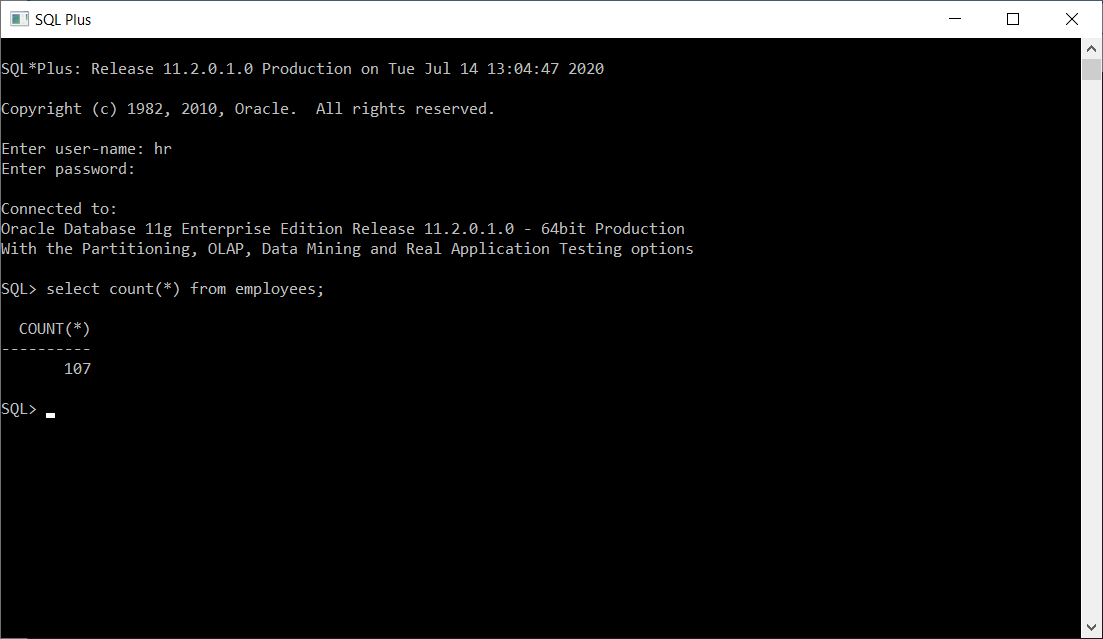 SQL Plus
SQL*Plus: Release 11.2.0.1.0 Production on Tue Jul 14 13:04:47 2020
Copyright (c) 1982, 2010, Oracle.  All rights reserved.
Enter user-name: hr
Enter password:
Connected to:
Oracle Database 11g Enterprise Edition Release 11.2.0.1.0 - 64bit Production
With the Partitioning, OLAP, Data Mining and Real Application Testing options
SQL> select count(*) from employees;
  COUNT(*)
----------
       107
SQL>